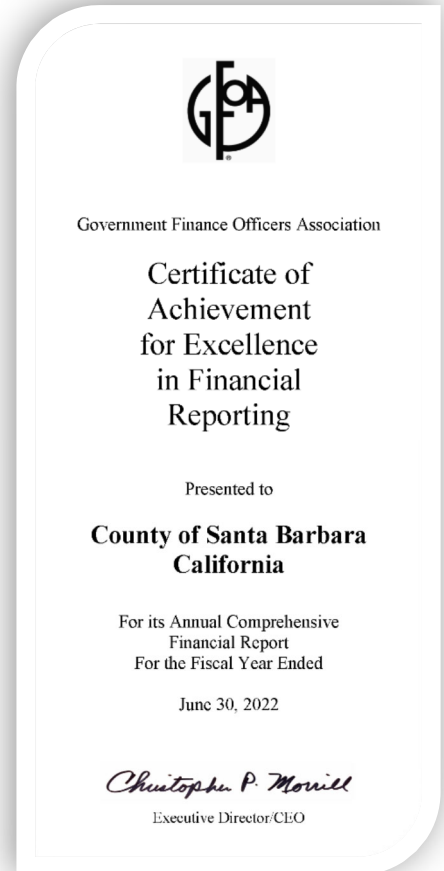 GFOA
Government Finance Officers Association
Certificate of
Achievement
for Excellence
in Financial
Reporting
Presented to
County of Santa Barbara
California
For its Annual Comprehensive
Financial Report
For the Fiscal Year Ended
June 30, 2022
Christopher P. Morrill
Executive Director/CEO